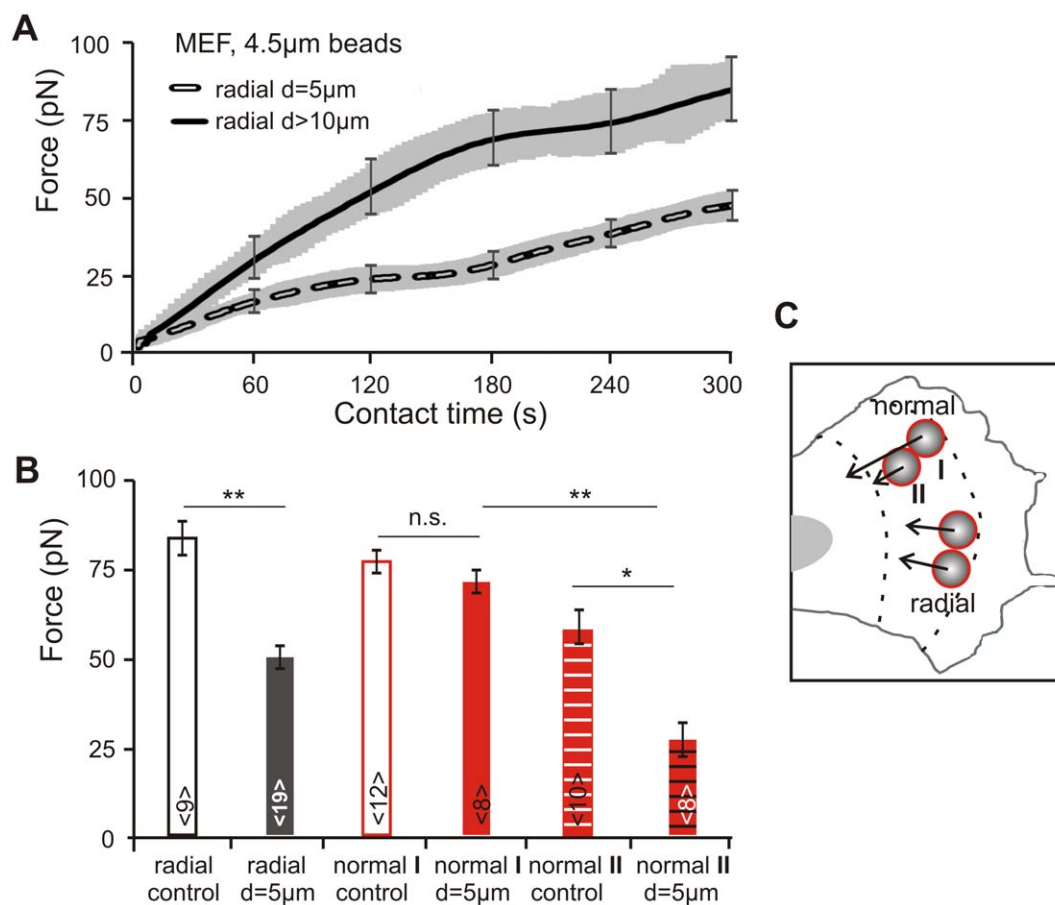 A
MEF, 4.5µm beads
radial d=5µm
radial d>10µm
Force (pN)
100
75
50
25
0
0 60 120 180 240 300
Contact time (s)
B
Force (pN)
100
75
50
25
0
**
n.s.
**
*
<9> <19> <12> <8> <10> <8>
radial radial normal I normal I normal II normal II
control d=5µm control d=5µm control d=5µm
C
normal
I
II
radial